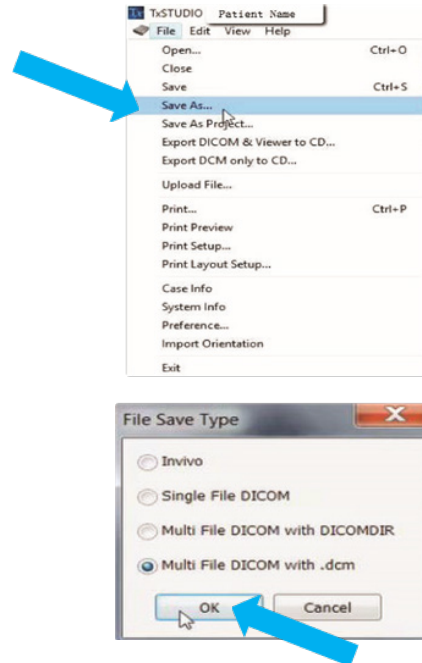 Tx TxSTUDIO Patient Name
File Edit View Help
Open... Ctrl+O
Close
Save Ctrl+S
Save As...
Save As Project...
Export DICOM & Viewer to CD...
Export DCM only to CD...
Upload File...
Print... Ctrl+P
Print Preview
Print Setup...
Print Layout Setup...
Case Info
System Info
Preference...
Import Orientation
Exit
File Save Type
Invivo
Single File DICOM
Multi File DICOM with DICOMDIR
Multi File DICOM with .dcm
OK Cancel